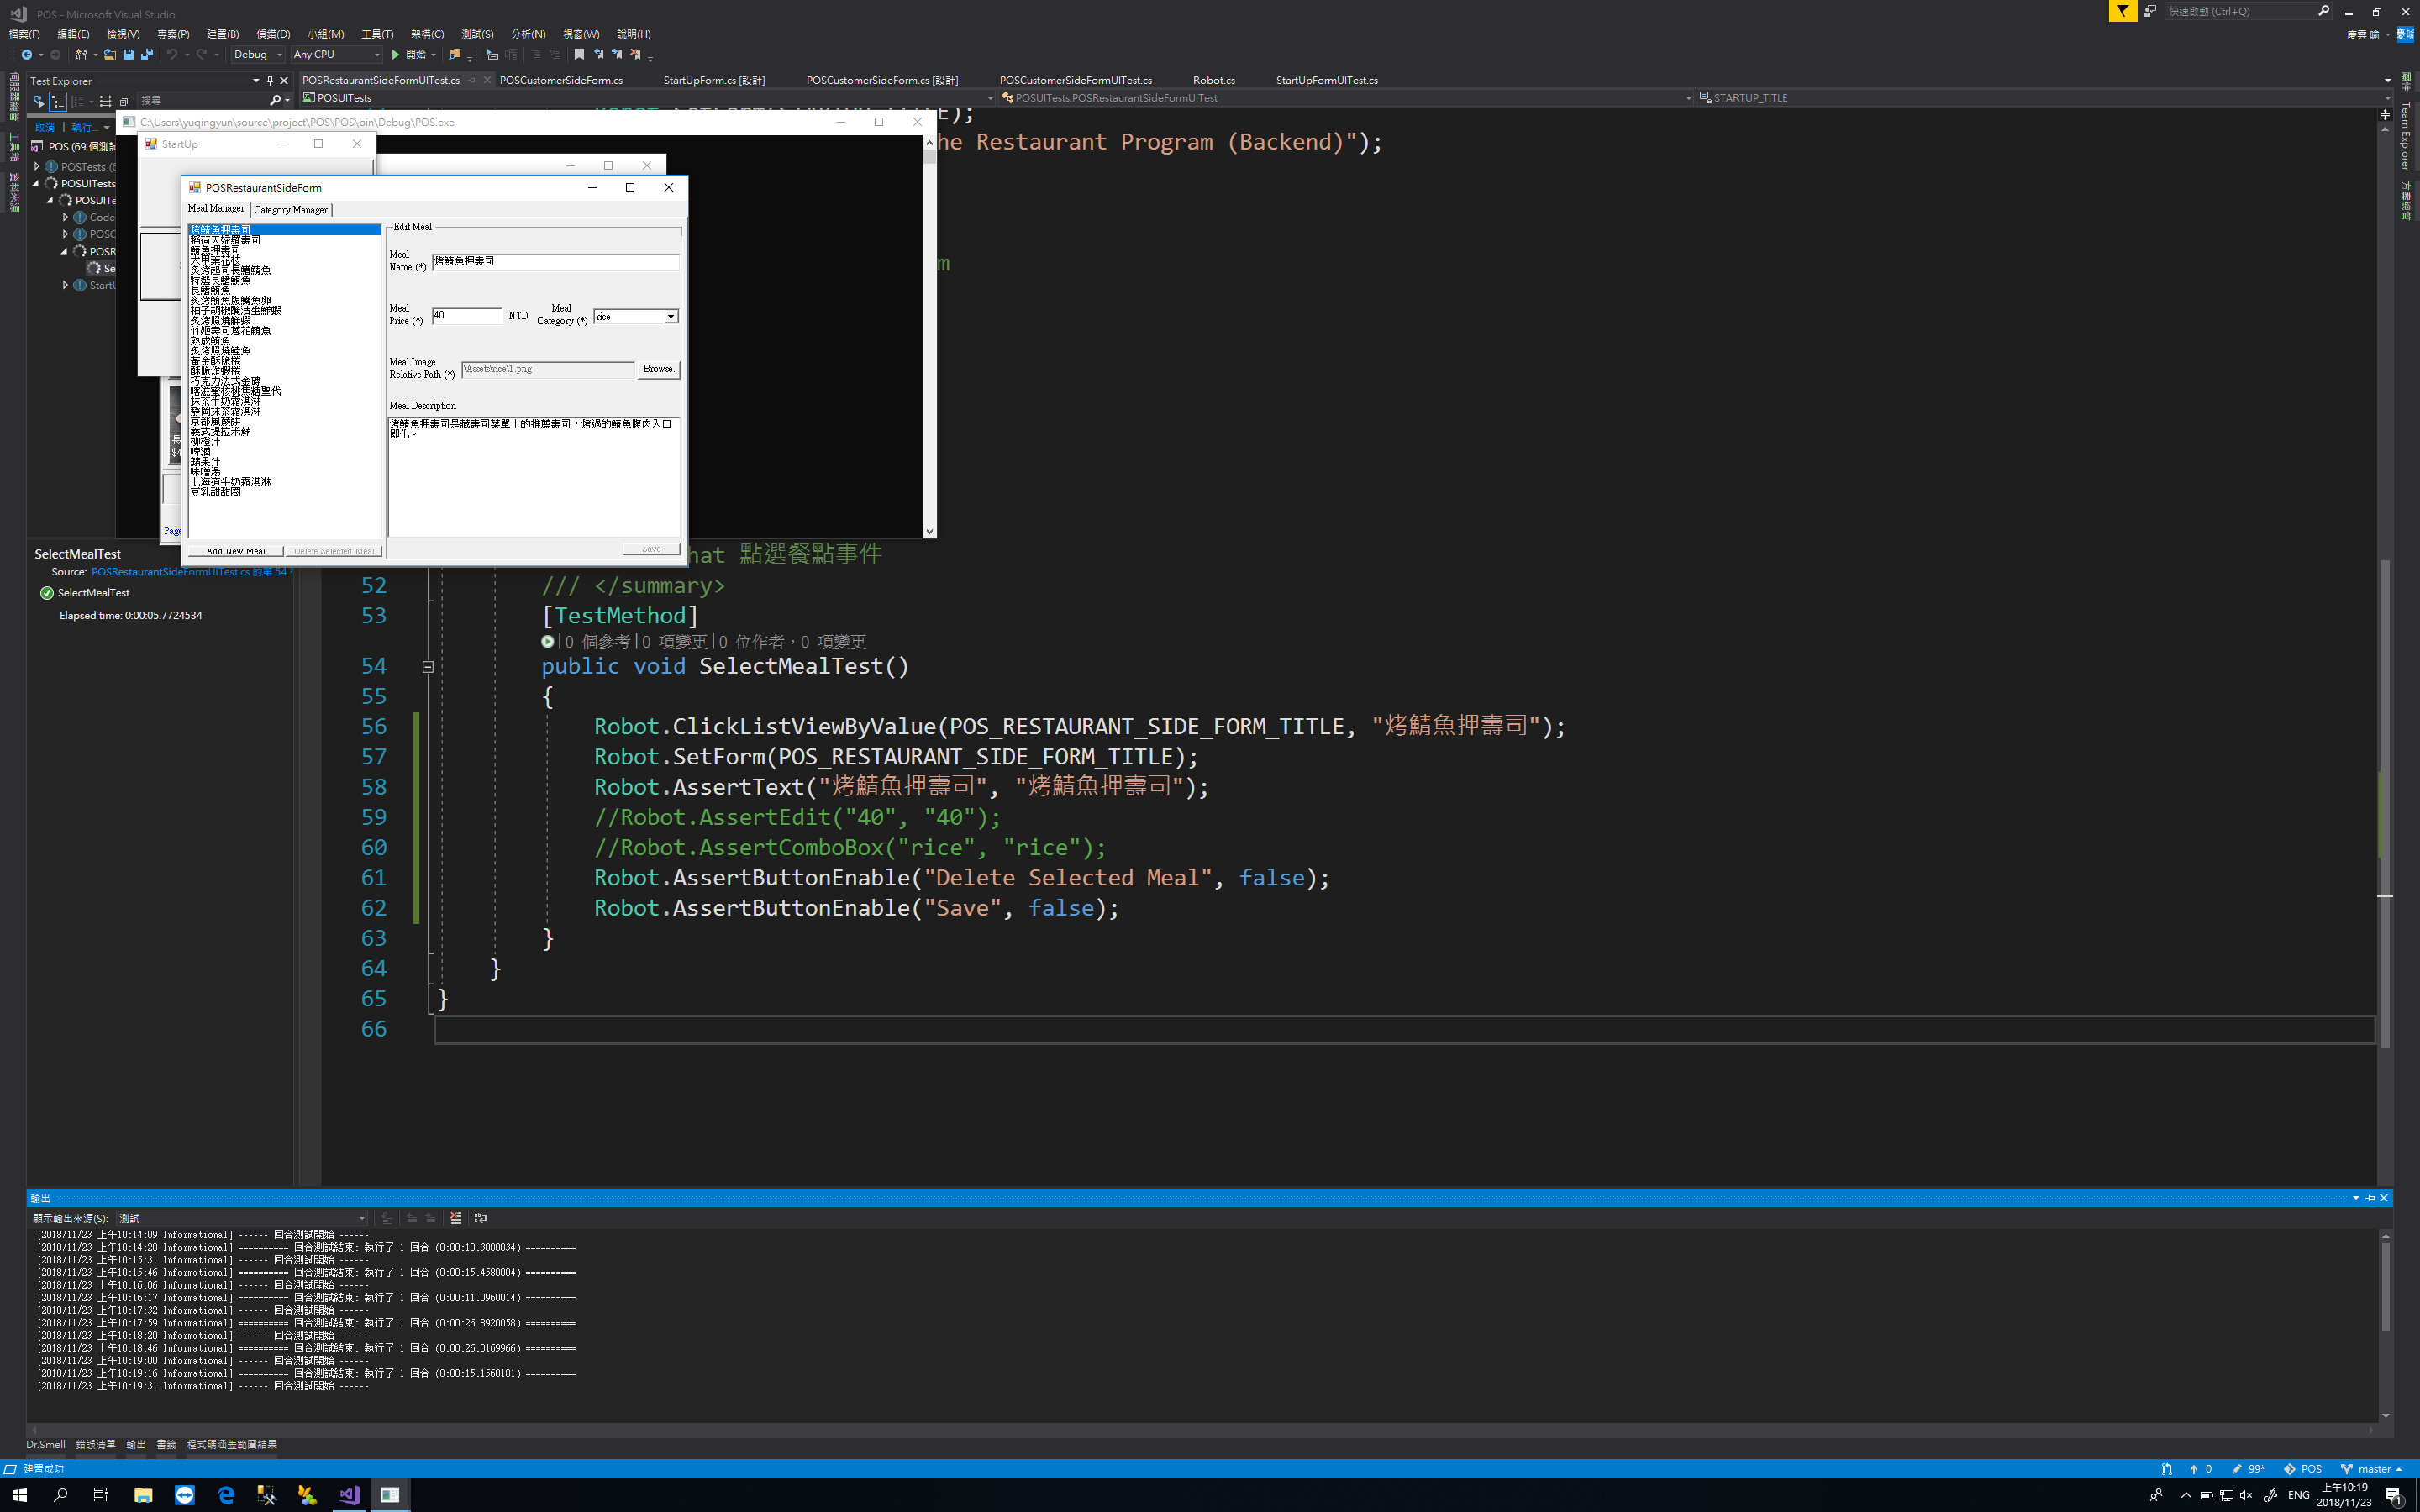 POS - Microsoft Visual Studio
快速啟動 (Ctrl+Q)
檔案(F) 編輯(E) 檢視(V) 專案(P) 建置(B) 偵錯(D) 小組(M) 工具(T) 架構(C) 測試(S) 分析(N) 視窗(W) 說明(H)
慶雲 喻
Debug Any CPU 開始
Test Explorer
POSRestaurantSideFormUITest.cs POSCustomerSideForm.cs StartUpForm.cs [設計] POSCustomerSideForm.cs [設計] POSCustomerSideFormUITest.cs Robot.cs StartUpFormUITest.cs
搜尋
POSUITests POSUITests.POSRestaurantSideFormUITest STARTUP_TITLE
取消 | 執行...
C:\Users\yuqingyun\source\project\POS\POS\bin\Debug\POS.exe
he Restaurant Program (Backend)");
POS (69 個測試
StartUp
POSTests (6
POSUITests
POSUITe
Code
POSC
POSR
Se
StartU
Team Explorer
POSRestaurantSideForm
Meal Manager Category Manager
烤鯖魚押壽司
稻荷天婦羅壽司
鯖魚押壽司
大甲葉花枝
炙烤起司長鰭鮪魚
特選長鰭鮪魚
長鰭鮪魚
炙烤鮪魚腹鱈魚卵
柚子胡椒醃漬生鮮蝦
炙烤照燒鮮蝦
竹姬壽司蔥花鮪魚
熟成鮪魚
炙烤照燒鮭魚
黃金酥脆捲
酥脆炸蝦捲
巧克力法式金磚
喀滋蜜核桃焦糖聖代
抹茶牛奶霜淇淋
靜岡抹茶霜淇淋
京都風蕨餅
義式提拉米蘇
柳橙汁
啤酒
蘋果汁
味噌湯
北海道牛奶霜淇淋
豆乳甜甜圈
Add New Meal Delete Selected Meal
Edit Meal
Meal Name (*) 烤鯖魚押壽司
Meal Price (*) 40 NTD Meal Category (*) rice
Meal Image Relative Path (*) \Assets\rice\1.png Browse.
Meal Description
烤鯖魚押壽司是藏壽司菜單上的推薦壽司，烤過的鯖魚腹肉入口
即化。
Save
Page
SelectMealTest
Source: POSRestaurantSideFormUITest.cs 的第 54
SelectMealTest
Elapsed time: 0:00:05.7724534
hat 點選餐點事件
52 /// </summary>
53 [TestMethod]
0 個參考|0 項變更|0 位作者，0 項變更
54 public void SelectMealTest()
55 {
56 Robot.ClickListViewByValue(POS_RESTAURANT_SIDE_FORM_TITLE, "烤鯖魚押壽司");
57 Robot.SetForm(POS_RESTAURANT_SIDE_FORM_TITLE);
58 Robot.AssertText("烤鯖魚押壽司", "烤鯖魚押壽司");
59 //Robot.AssertEdit("40", "40");
60 //Robot.AssertComboBox("rice", "rice");
61 Robot.AssertButtonEnable("Delete Selected Meal", false);
62 Robot.AssertButtonEnable("Save", false);
63 }
64 }
65 }
66
輸出
顯示輸出來源(S): 測試
[2018/11/23 上午10:14:09 Informational] ------ 回合測試開始 ------
[2018/11/23 上午10:14:28 Informational] ========== 回合測試結束: 執行了 1 回合 (0:00:18.3880034) ==========
[2018/11/23 上午10:15:31 Informational] ------ 回合測試開始 ------
[2018/11/23 上午10:15:46 Informational] ========== 回合測試結束: 執行了 1 回合 (0:00:15.4580004) ==========
[2018/11/23 上午10:16:06 Informational] ------ 回合測試開始 ------
[2018/11/23 上午10:16:17 Informational] ========== 回合測試結束: 執行了 1 回合 (0:00:11.0960014) ==========
[2018/11/23 上午10:17:32 Informational] ------ 回合測試開始 ------
[2018/11/23 上午10:17:59 Informational] ========== 回合測試結束: 執行了 1 回合 (0:00:26.8920058) ==========
[2018/11/23 上午10:18:20 Informational] ------ 回合測試開始 ------
[2018/11/23 上午10:18:46 Informational] ========== 回合測試結束: 執行了 1 回合 (0:00:26.0169966) ==========
[2018/11/23 上午10:19:00 Informational] ------ 回合測試開始 ------
[2018/11/23 上午10:19:16 Informational] ========== 回合測試結束: 執行了 1 回合 (0:00:15.1560101) ==========
[2018/11/23 上午10:19:31 Informational] ------ 回合測試開始 ------
Dr.Smell 錯誤清單 輸出 書籤 程式碼涵蓋範圍結果
建置成功
0 99* POS master
ENG 上午10:19
2018/11/23